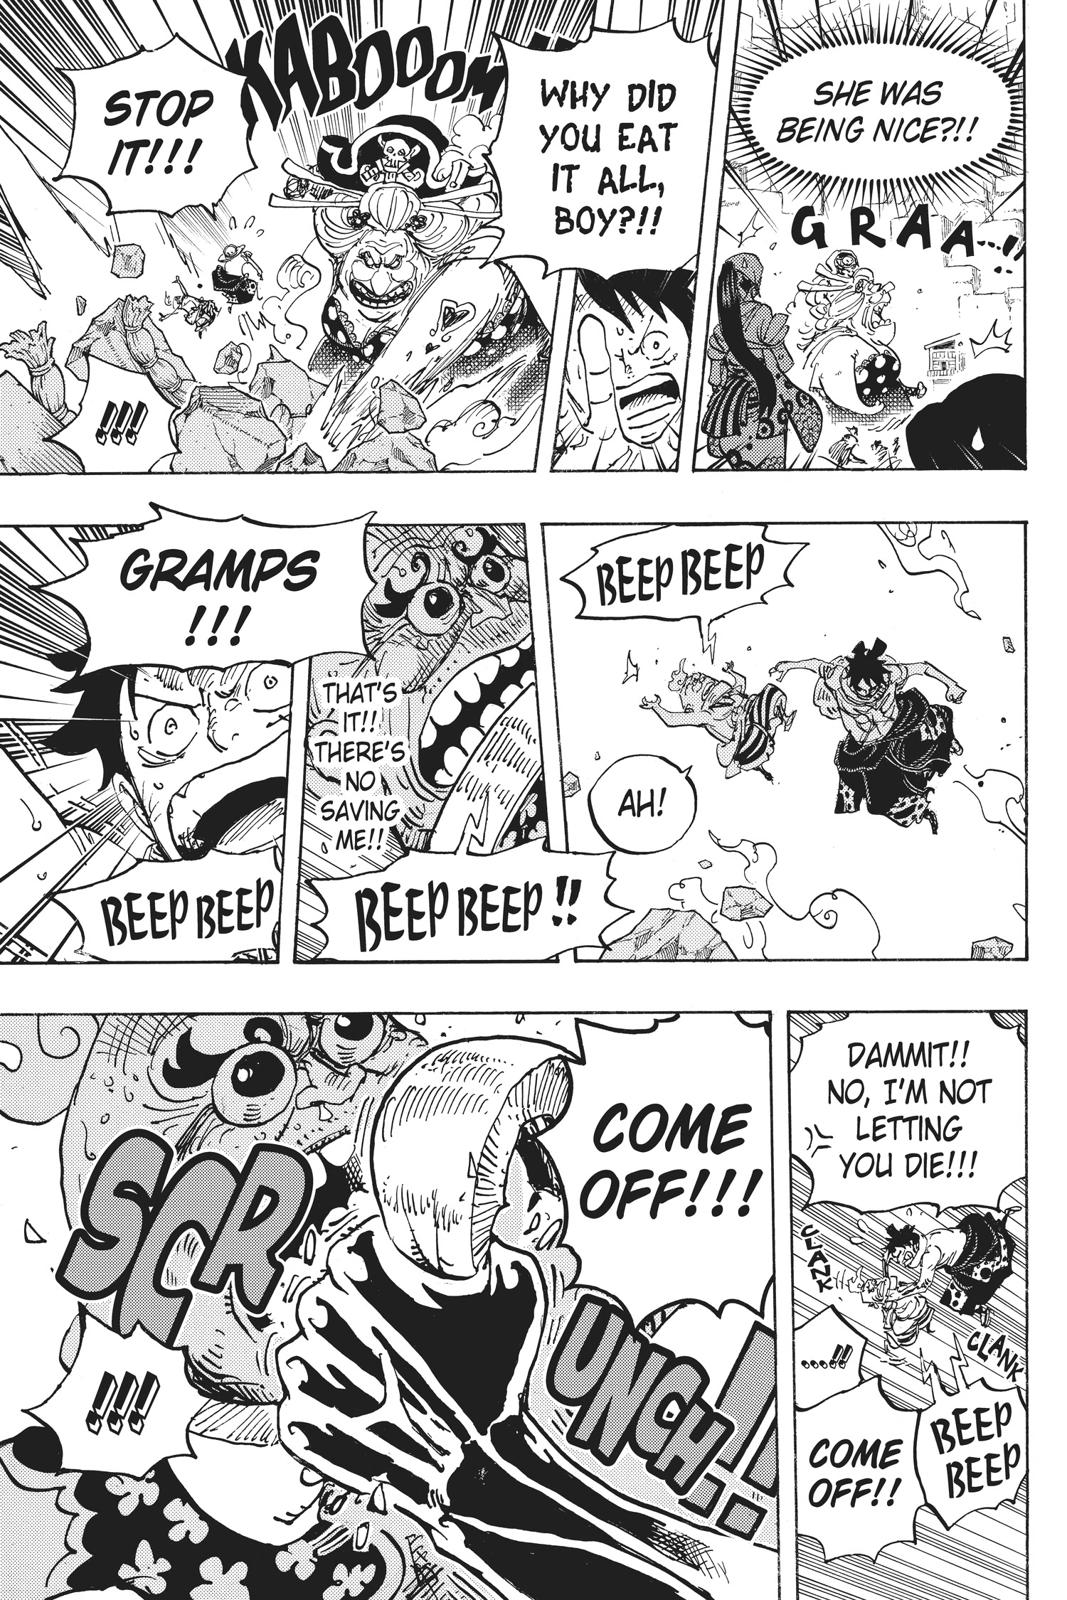 SHE WAS
BEING NICE?!!
GRAA...!!
WHY DID
YOU EAT
IT ALL,
BOY?!!
KABOOOM!!
STOP
IT!!!
!!!
BEEP BEEP
AH!
THAT'S
IT!!
THERE'S
NO
SAVING
ME!!
BEEP BEEP!!
GRAMPS
!!!
BEEP BEEP
DAMMIT!!
NO, I'M NOT
LETTING
YOU DIE!!!
CLANK
CLANK
...!!
BEEP
BEEP
COME
OFF!!
COME
OFF!!!
SCR
UNCH!!
!!!